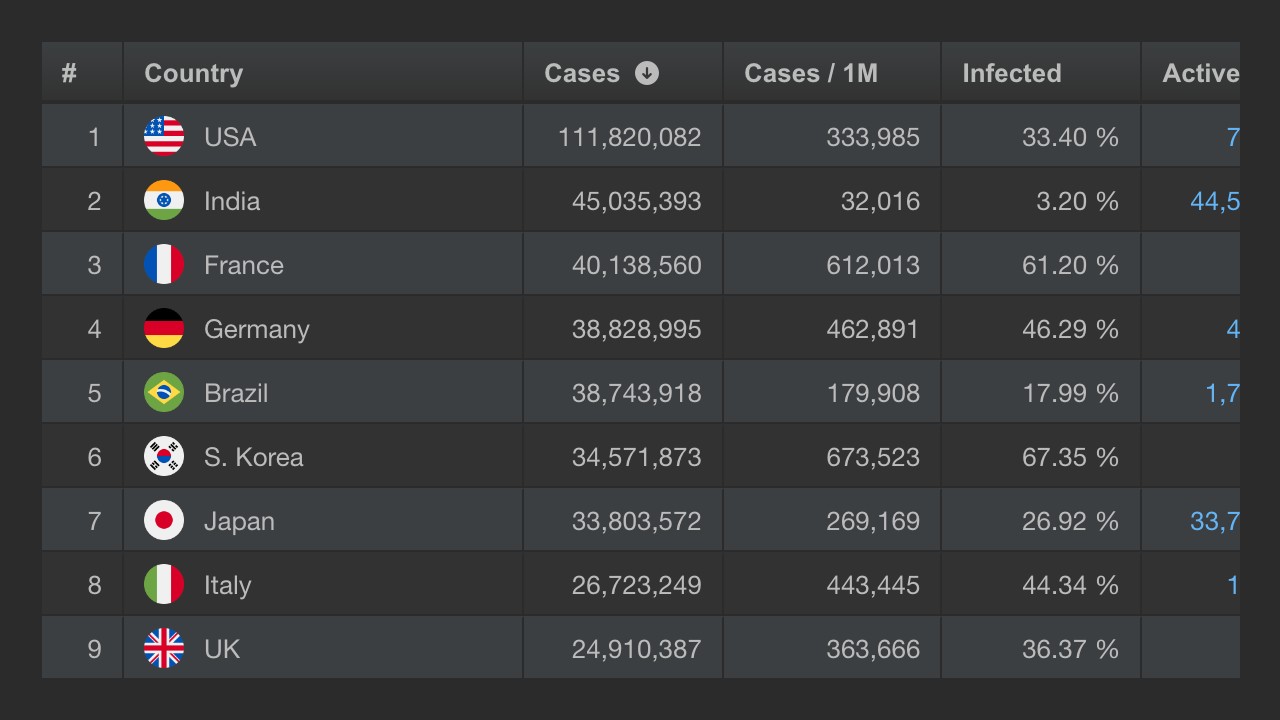 # Country Cases Cases / 1M Infected Active
1 USA 111,820,082 333,985 33.40 % 7
2 India 45,035,393 32,016 3.20 % 44,5
3 France 40,138,560 612,013 61.20 %
4 Germany 38,828,995 462,891 46.29 % 4
5 Brazil 38,743,918 179,908 17.99 % 1,7
6 S. Korea 34,571,873 673,523 67.35 %
7 Japan 33,803,572 269,169 26.92 % 33,7
8 Italy 26,723,249 443,445 44.34 % 1
9 UK 24,910,387 363,666 36.37 %